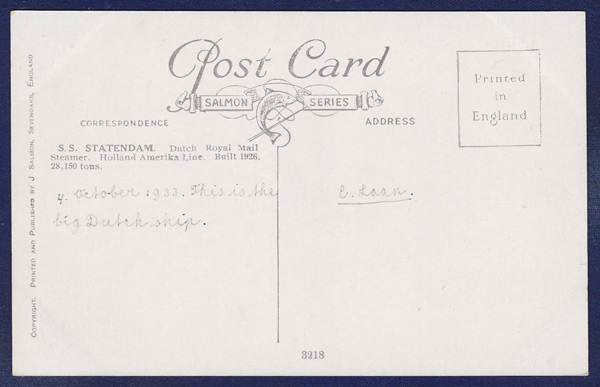 Post Card
SALMON SERIES
CORRESPONDENCE
ADDRESS
Printed
in
England
S.S. STATENDAM. Dutch Royal Mail
Steamer. Holland Amerika Line. Built 1926.
28,150 tons.
4. October 1933. This is the
big Dutch ship.
C. Laan.
COPYRIGHT. PRINTED AND PUBLISHED BY J SALMON, SEVENOAKS, ENGLAND
3218